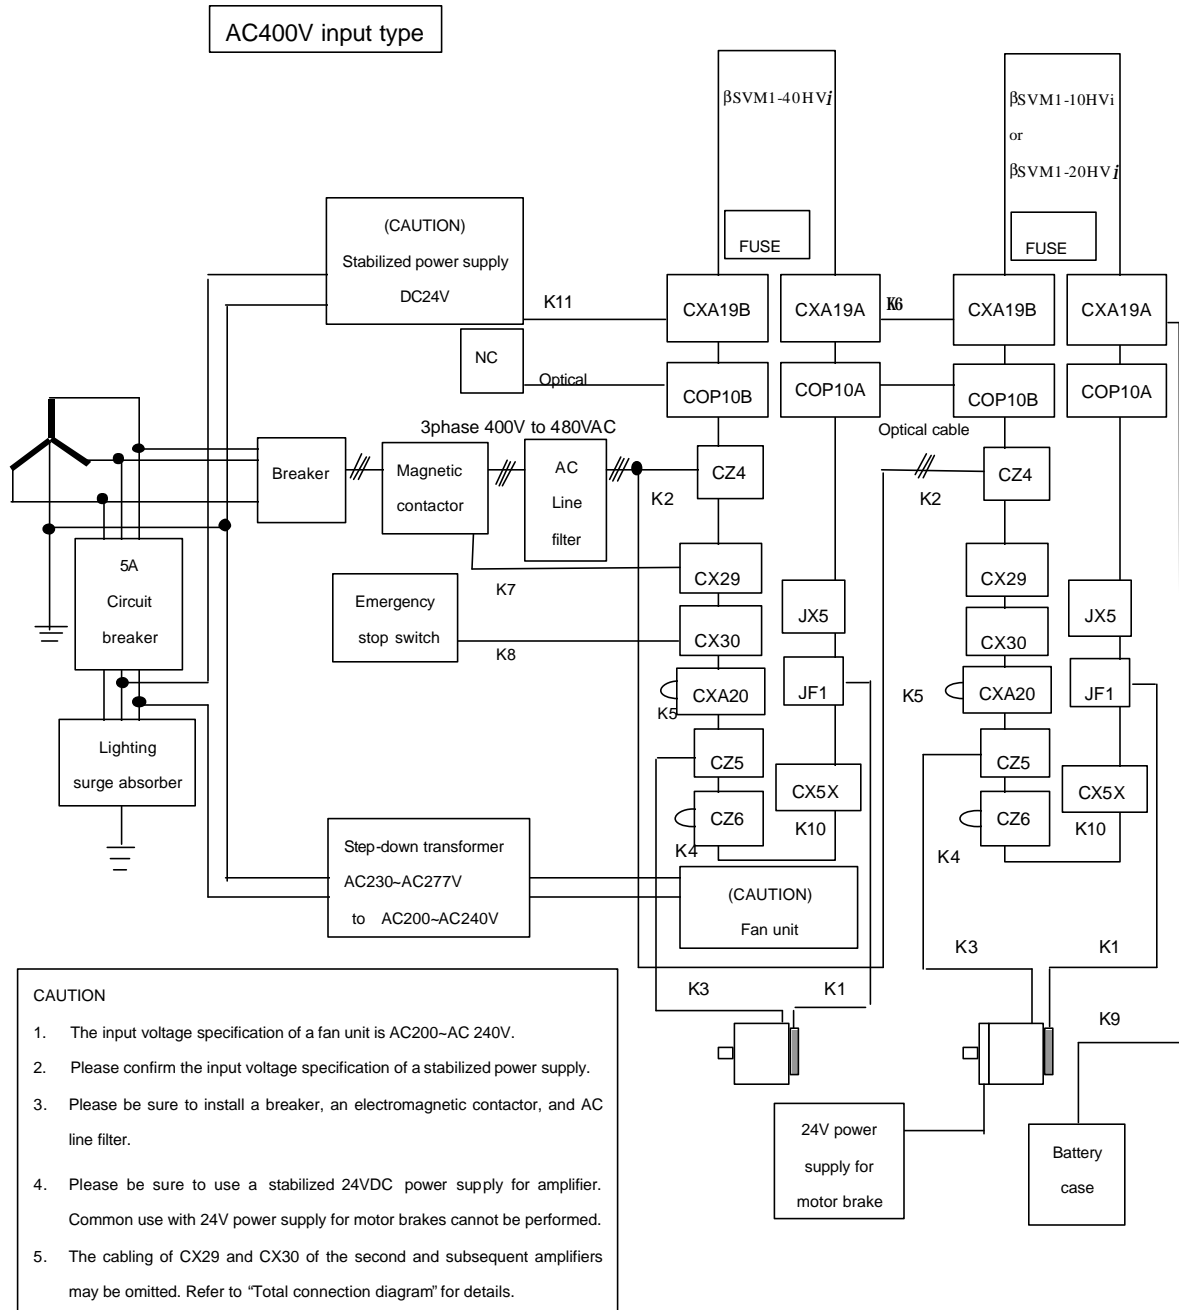 AC400V input type
βSVM1-40HVi
βSVM1-10HVi
or
βSVM1-20HVi
FUSE
FUSE
(CAUTION)
Stabilized power supply
DC24V
K11
CXA19B
CXA19A
K6
CXA19B
CXA19A
NC
Optical
COP10B
COP10A
COP10B
COP10A
3phase 400V to 480VAC
Optical cable
Breaker
Magnetic
contactor
AC
Line
filter
K2
CZ4
K2
CZ4
5A
Circuit
breaker
K7
CX29
CX29
Emergency
stop switch
K8
CX30
JX5
CX30
JX5
K5
CXA20
JF1
K5
CXA20
JF1
Lighting
surge absorber
CZ5
CX5X
CZ5
CX5X
K4
CZ6
K10
K4
CZ6
K10
Step-down transformer
AC230~AC277V
to AC200~AC240V
(CAUTION)
Fan unit
K3
K1
K3
K1
K9
24V power
supply for
motor brake
Battery
case
CAUTION
1. The input voltage specification of a fan unit is AC200~AC 240V.
2. Please confirm the input voltage specification of a stabilized power supply.
3. Please be sure to install a breaker, an electromagnetic contactor, and AC
line filter.
4. Please be sure to use a stabilized 24VDC power supply for amplifier.
Common use with 24V power supply for motor brakes cannot be performed.
5. The cabling of CX29 and CX30 of the second and subsequent amplifiers
may be omitted. Refer to “Total connection diagram” for details.